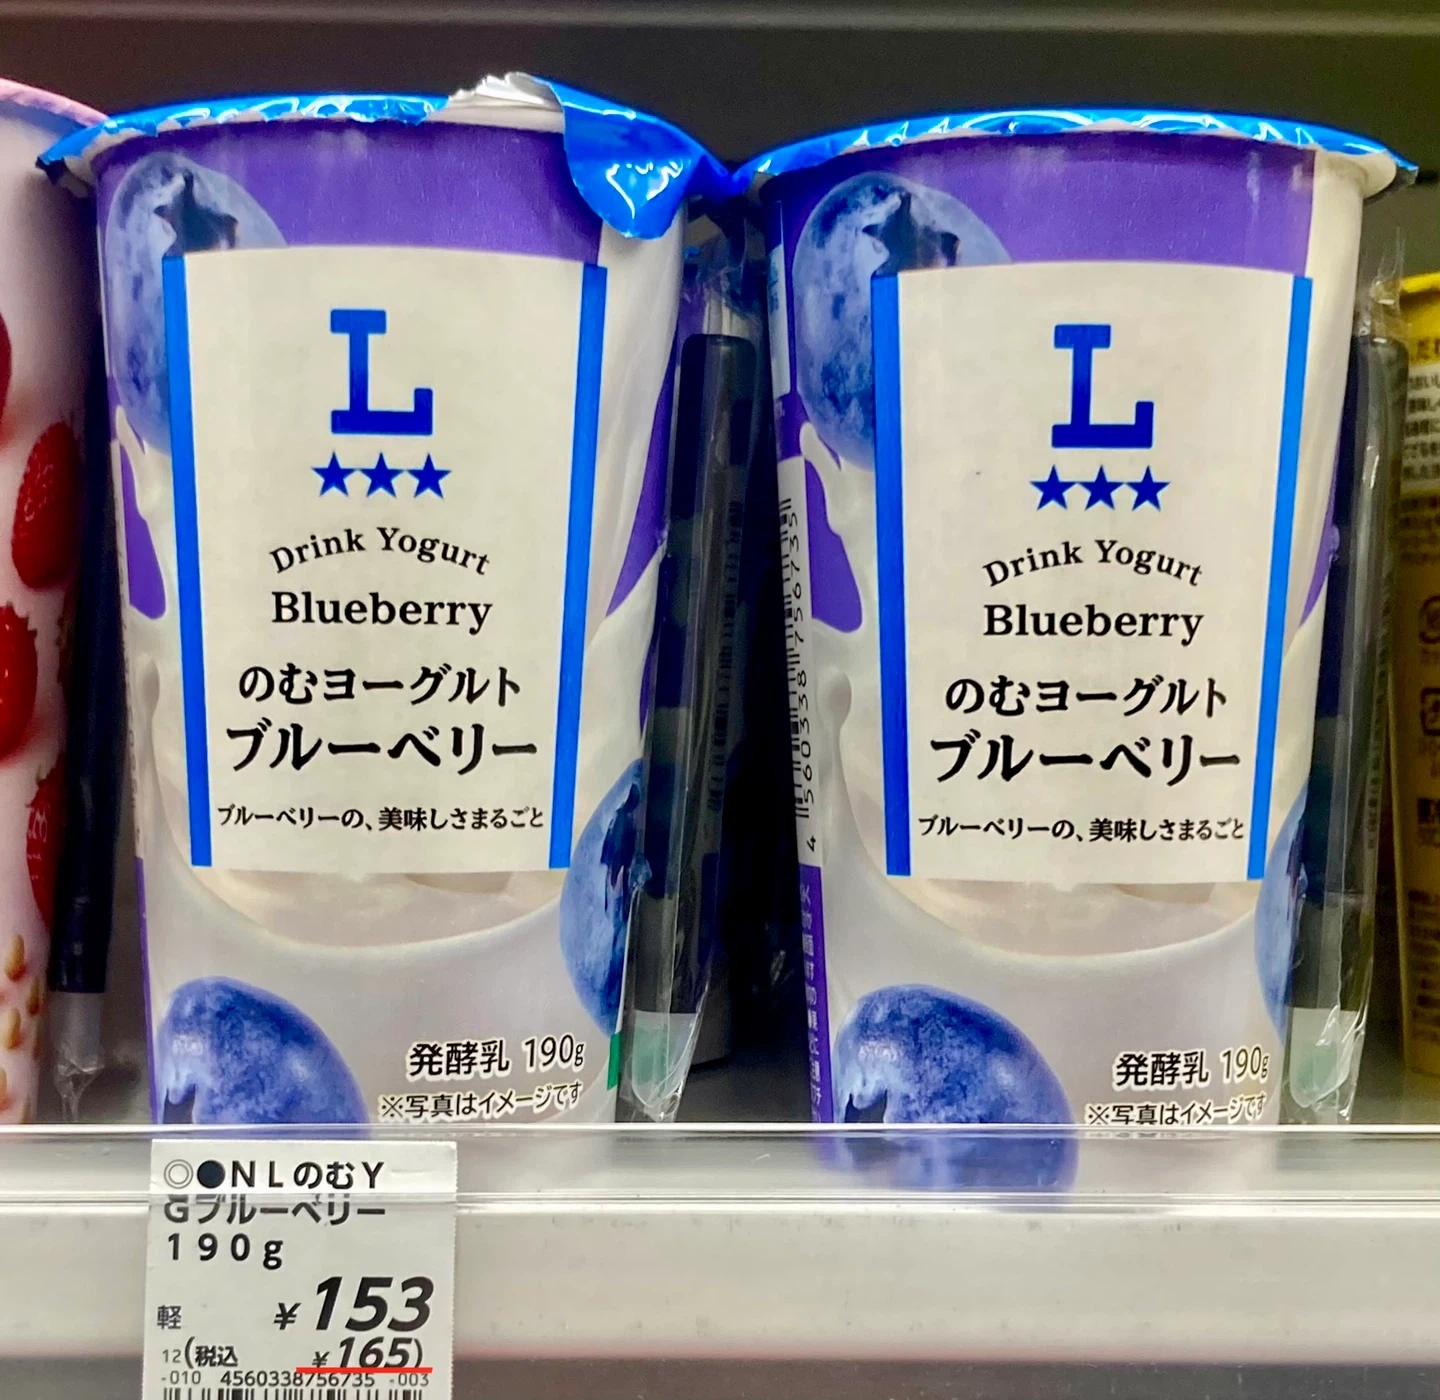 L
★★★
Drink Yogurt
Blueberry
のむヨーグルト
ブルーベリー
ブルーベリーの、美味しさまるごと
発酵乳 190g
※写真はイメージです
L
★★★
Drink Yogurt
Blueberry
のむヨーグルト
ブルーベリー
ブルーベリーの、美味しさまるごと
発酵乳 190g
※写真はイメージです
4 560338 756735
◎●NLのむY
Gブルーベリー
190g
軽 ¥153
12(税込 ¥165)
-010 4560338756735 -003